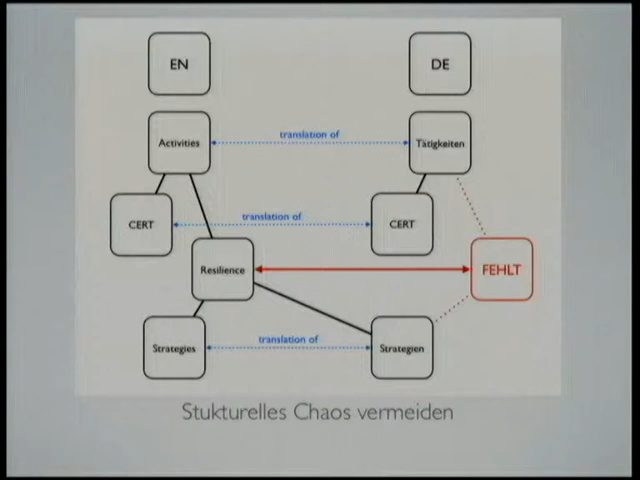 EN
DE
Activities
translation of
Tätigkeiten
CERT
translation of
CERT
Resilience
FEHLT
Strategies
translation of
Strategien
Stukturelles Chaos vermeiden